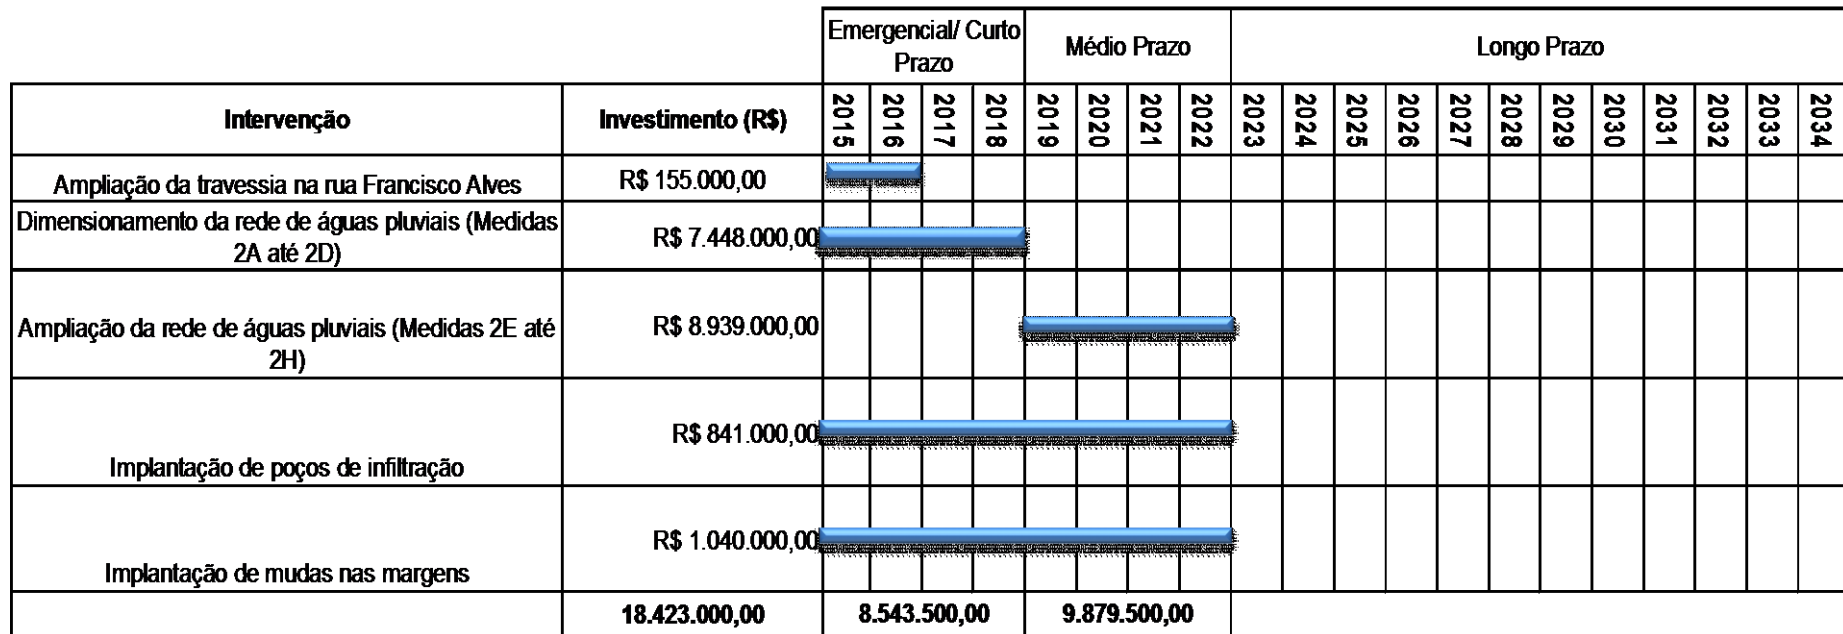 Emergencial/ Curto
Prazo
Médio Prazo
Longo Prazo
Intervenção
Investimento (R$)
2015
2016
2017
2018
2019
2020
2021
2022
2023
2024
2025
2026
2027
2028
2029
2030
2031
2032
2033
2034
Ampliação da travessia na rua Francisco Alves
R$ 155.000,00
Dimensionamento da rede de águas pluviais (Medidas
2A até 2D)
R$ 7.448.000,00
Ampliação da rede de águas pluviais (Medidas 2E até
2H)
R$ 8.939.000,00
Implantação de poços de infiltração
R$ 841.000,00
Implantação de mudas nas margens
R$ 1.040.000,00
18.423.000,00
8.543.500,00
9.879.500,00